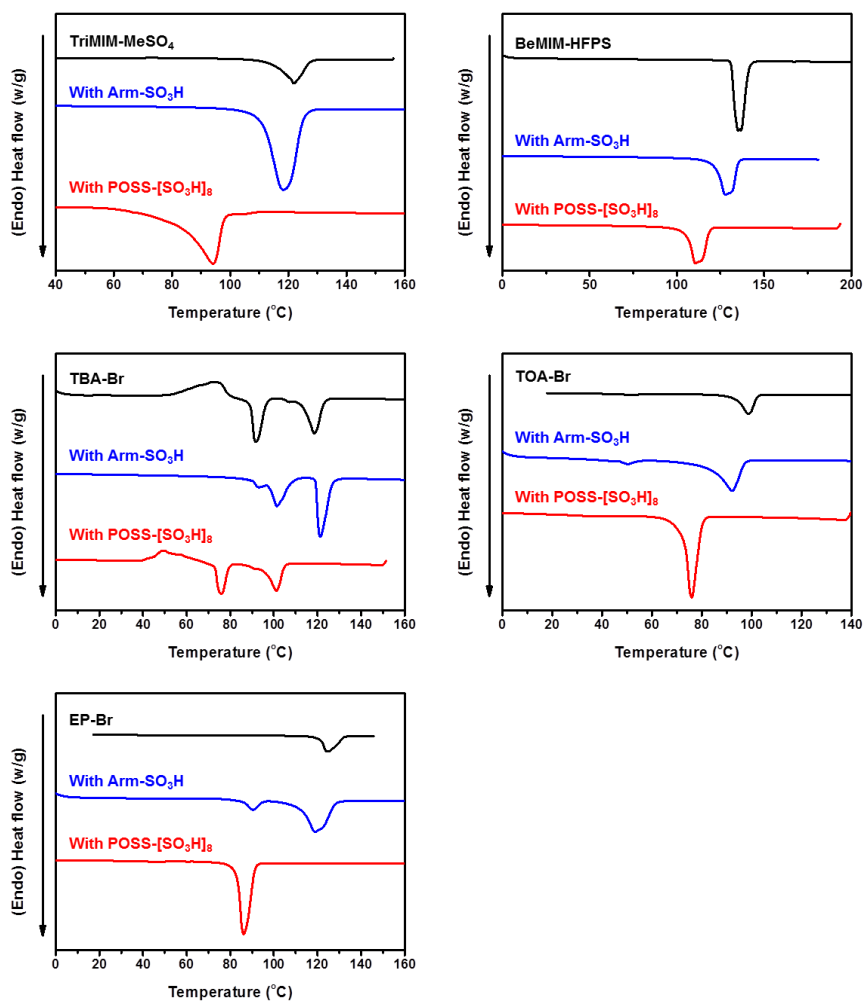 (Endo) Heat flow (w/g)
TriMIM-MeSO₄
With Arm-SO₃H
With POSS-[SO₃H]₈
40 60 80 100 120 140 160
Temperature (°C)
(Endo) Heat flow (w/g)
BeMIM-HFPS
With Arm-SO₃H
With POSS-[SO₃H]₈
0 50 100 150 200
Temperature (°C)
(Endo) Heat flow (w/g)
TBA-Br
With Arm-SO₃H
With POSS-[SO₃H]₈
0 20 40 60 80 100 120 140 160
Temperature (°C)
(Endo) Heat flow (w/g)
TOA-Br
With Arm-SO₃H
With POSS-[SO₃H]₈
0 20 40 60 80 100 120 140
Temperature (°C)
(Endo) Heat flow (w/g)
EP-Br
With Arm-SO₃H
With POSS-[SO₃H]₈
0 20 40 60 80 100 120 140 160
Temperature (°C)